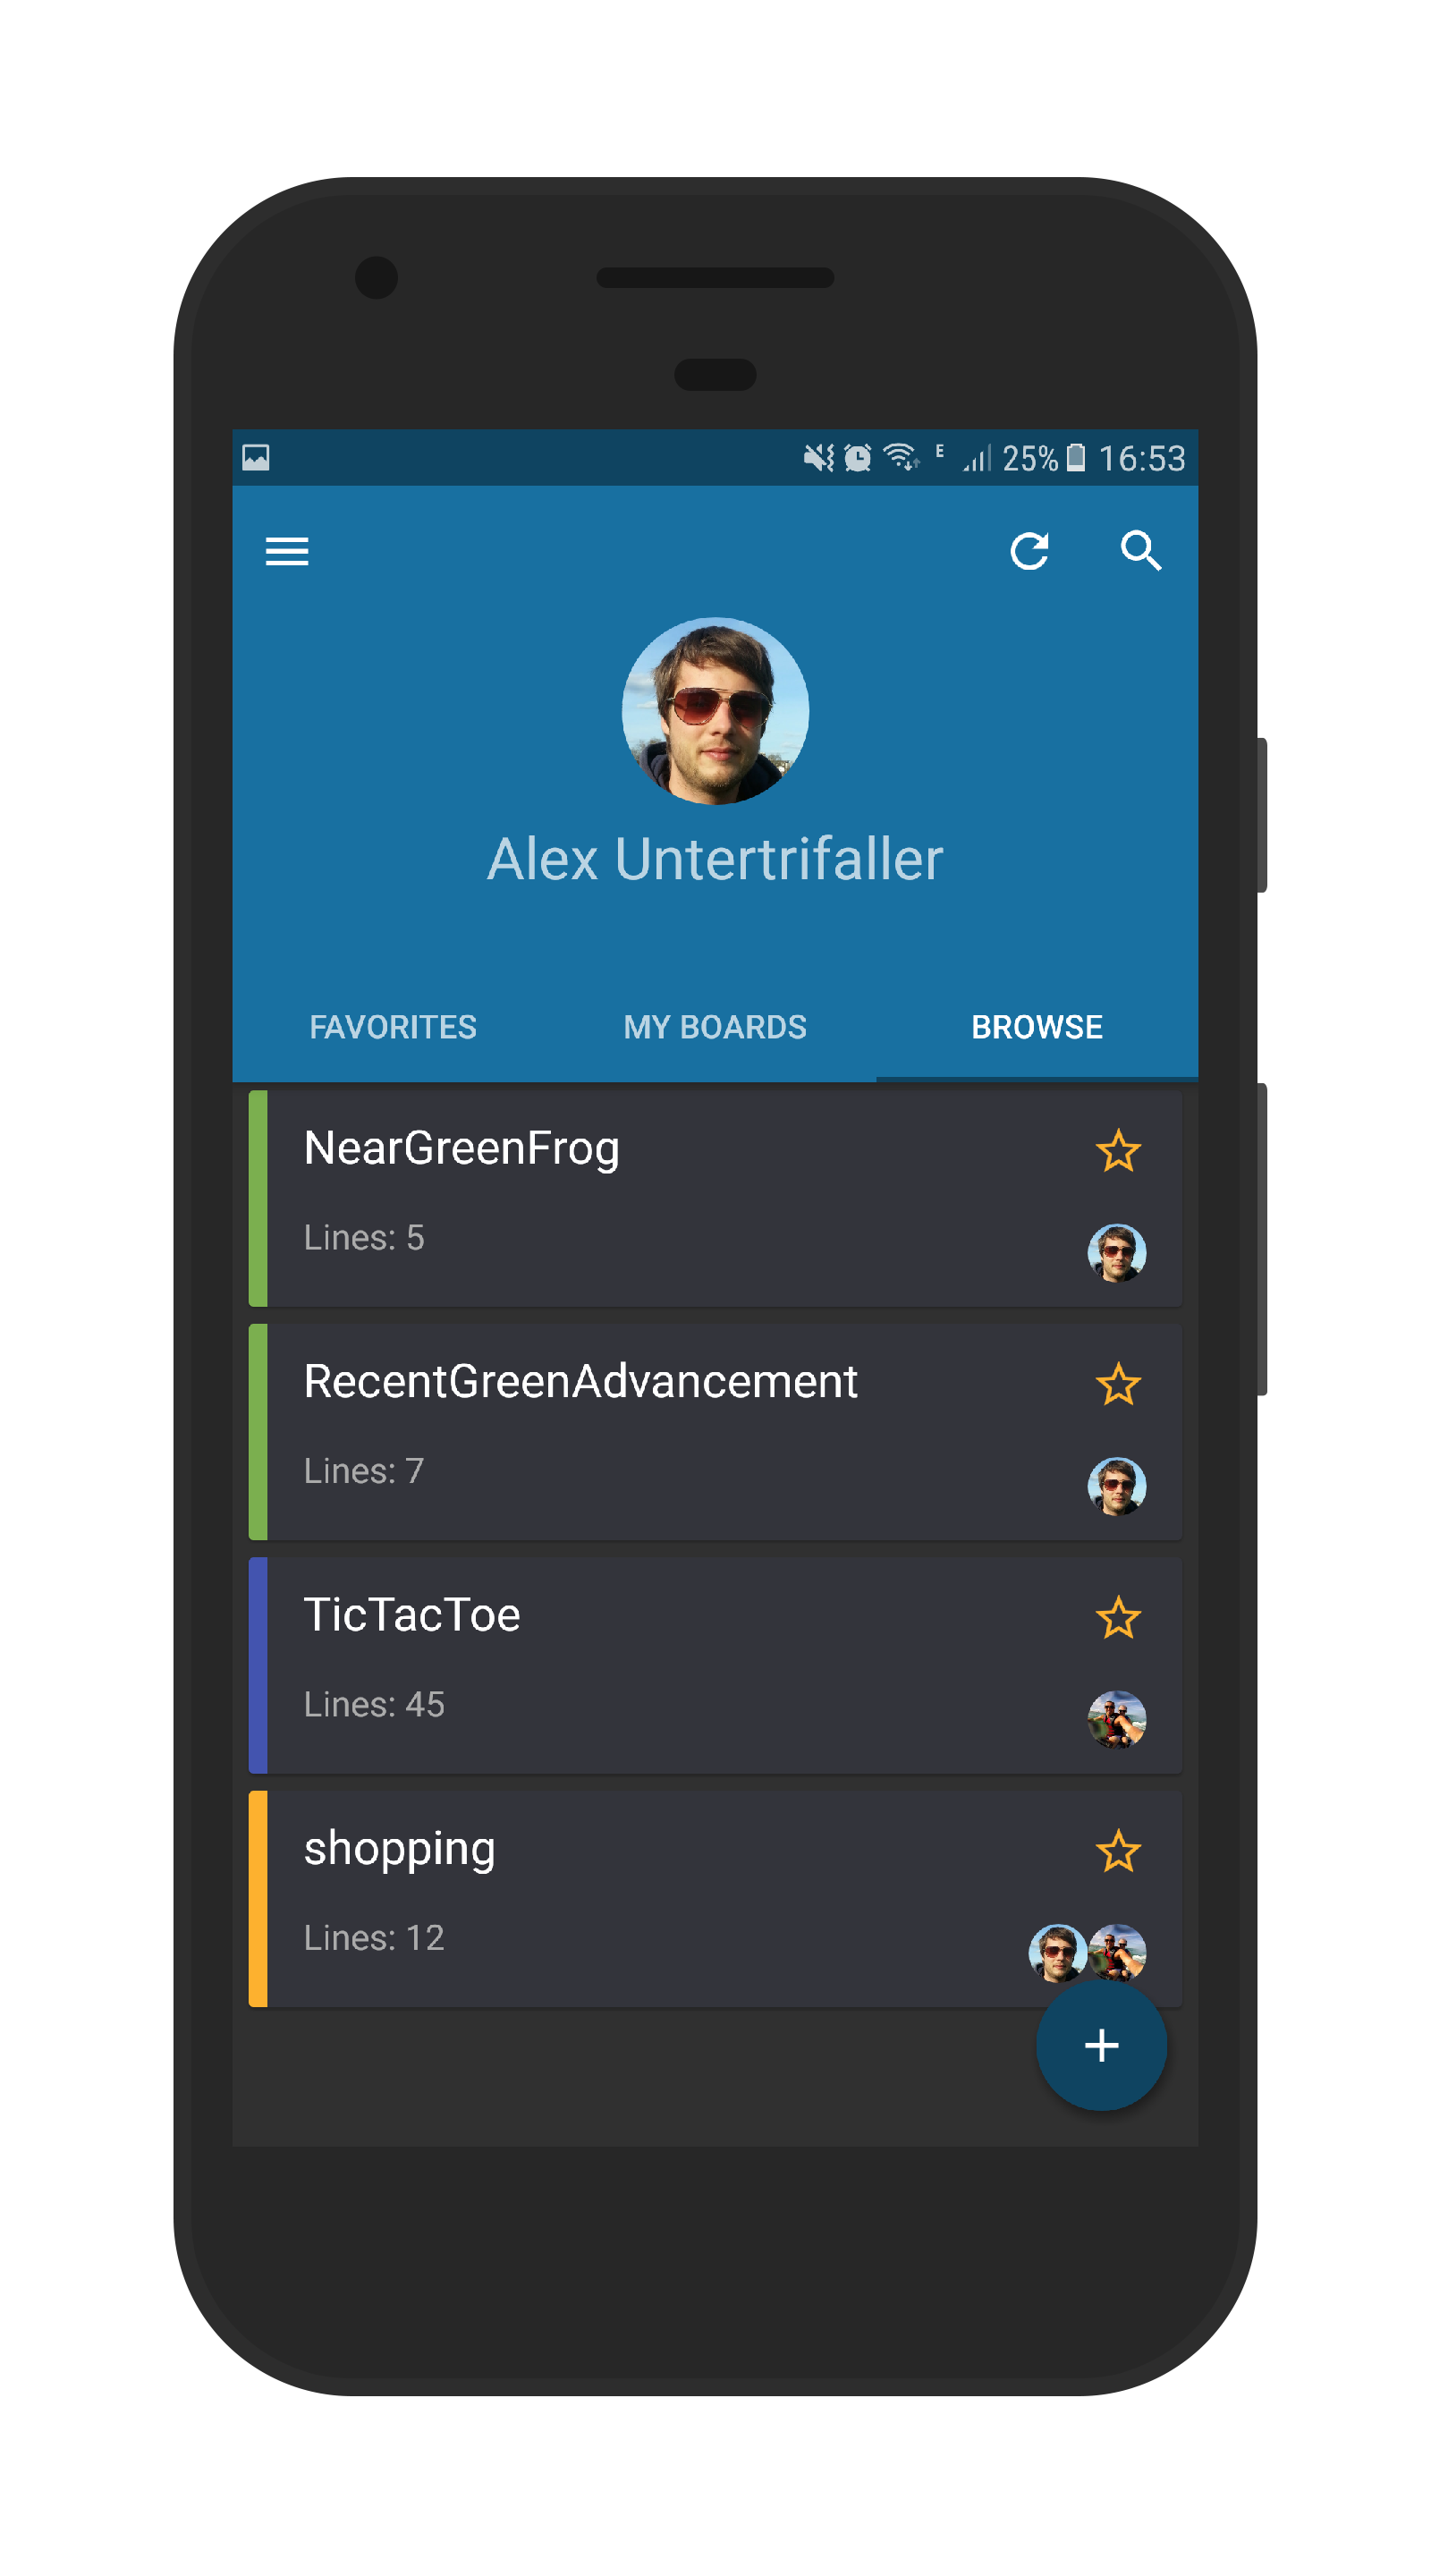 E 25% 16:53
Alex Untertrifaller
FAVORITES MY BOARDS BROWSE
NearGreenFrog
Lines: 5
RecentGreenAdvancement
Lines: 7
TicTacToe
Lines: 45
shopping
Lines: 12